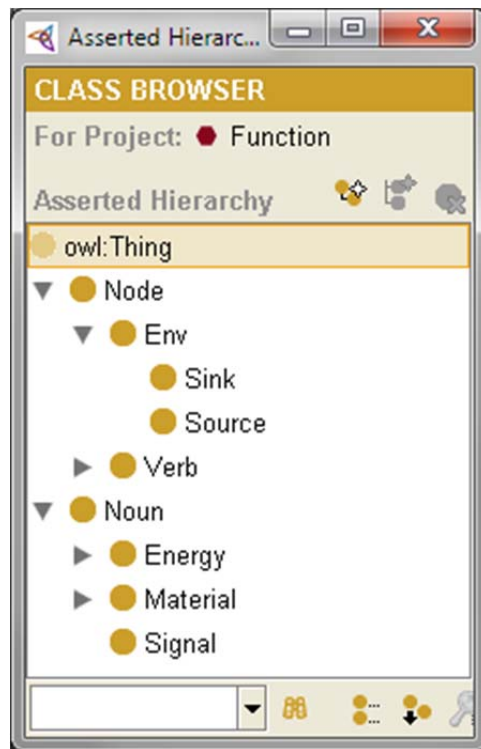 Asserted Hierarc...
CLASS BROWSER
For Project: Function
Asserted Hierarchy
owl:Thing
Node
Env
Sink
Source
Verb
Noun
Energy
Material
Signal